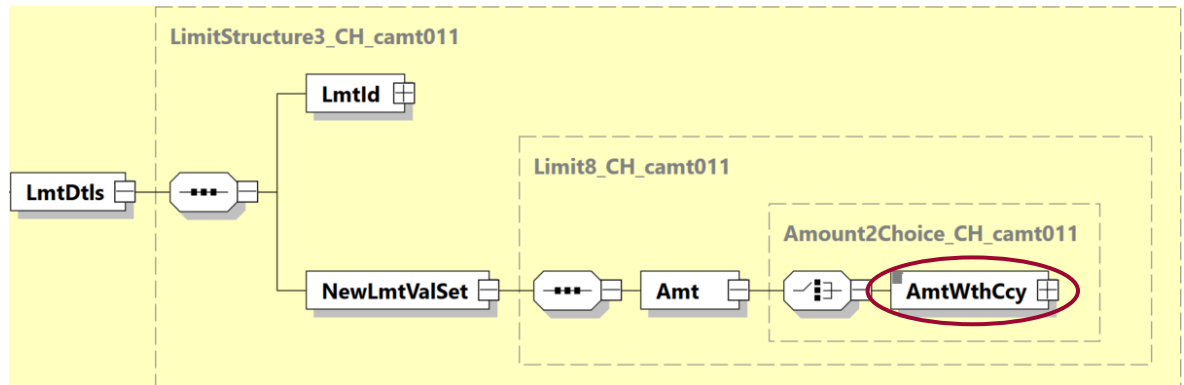 LimitStructure3_CH_camt011
LmtId
Limit8_CH_camt011
LmtDtls
Amount2Choice_CH_camt011
NewLmtValSet
Amt
AmtWthCcy